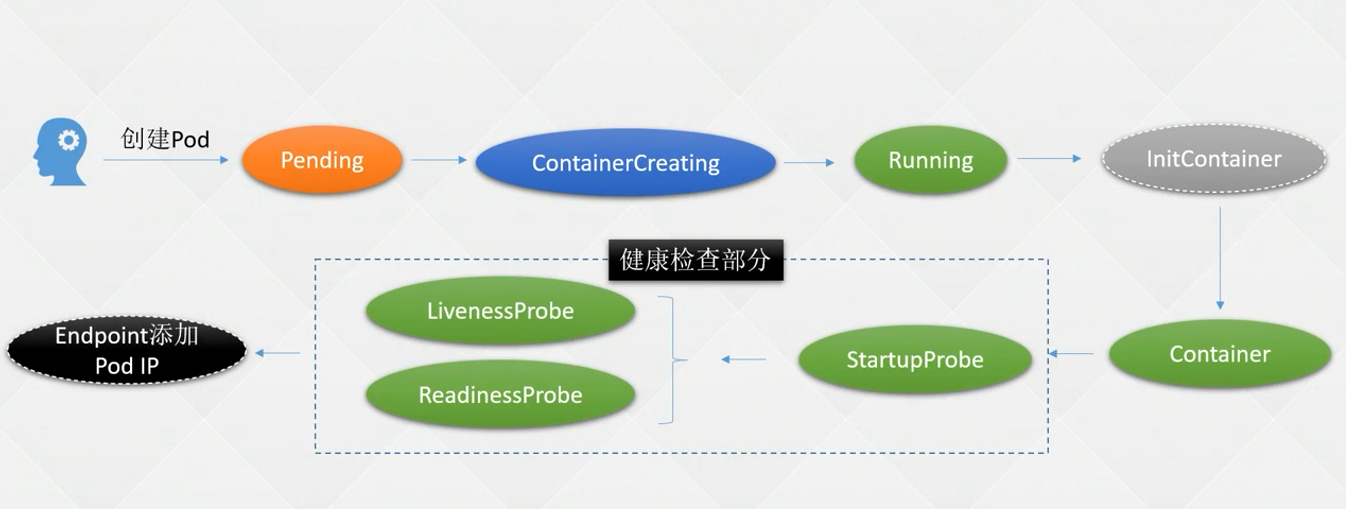 创建Pod
Pending
ContainerCreating
Running
InitContainer
健康检查部分
LivenessProbe
ReadinessProbe
StartupProbe
Container
Endpoint添加
Pod IP